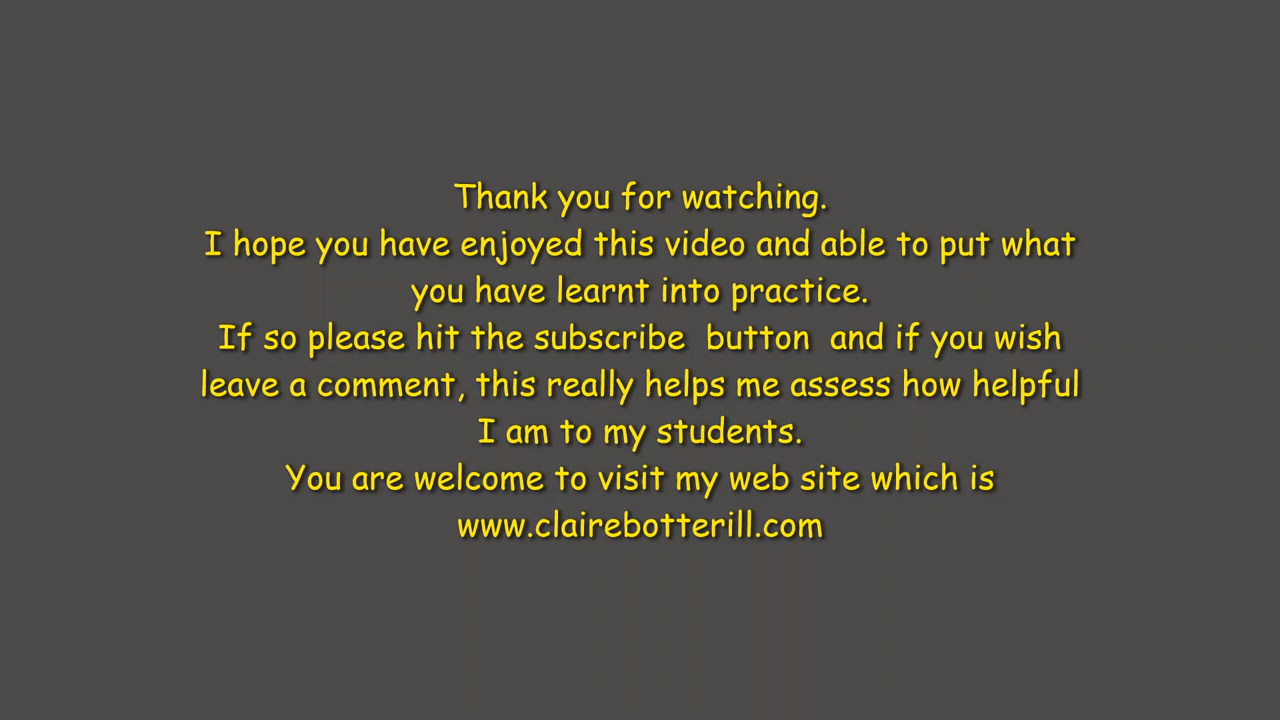 Thank you for watching.
I hope you have enjoyed this video and able to put what
you have learnt into practice.
If so please hit the subscribe  button  and if you wish
leave a comment, this really helps me assess how helpful
I am to my students.
You are welcome to visit my web site which is
www.clairebotterill.com